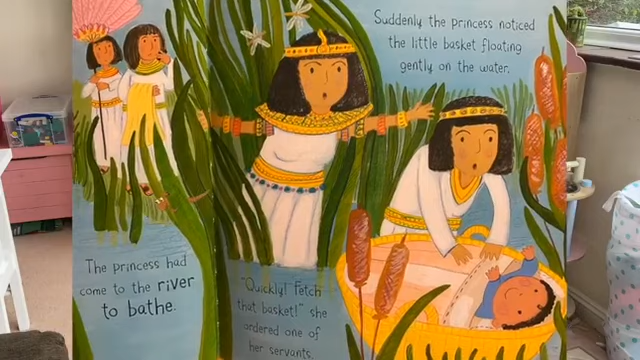 The princess had
come to the river
to bathe.
"Quickly! Fetch
that basket!" she
ordered one of
her servants.
Suddenly the princess noticed
the little basket floating
gently on the water.